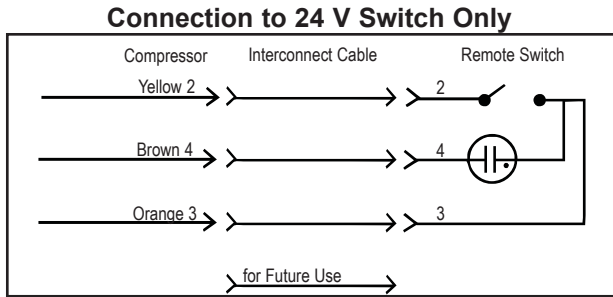 Connection to 24 V Switch Only
Compressor Interconnect Cable Remote Switch
Yellow 2 2
Brown 4 4
Orange 3 3
for Future Use